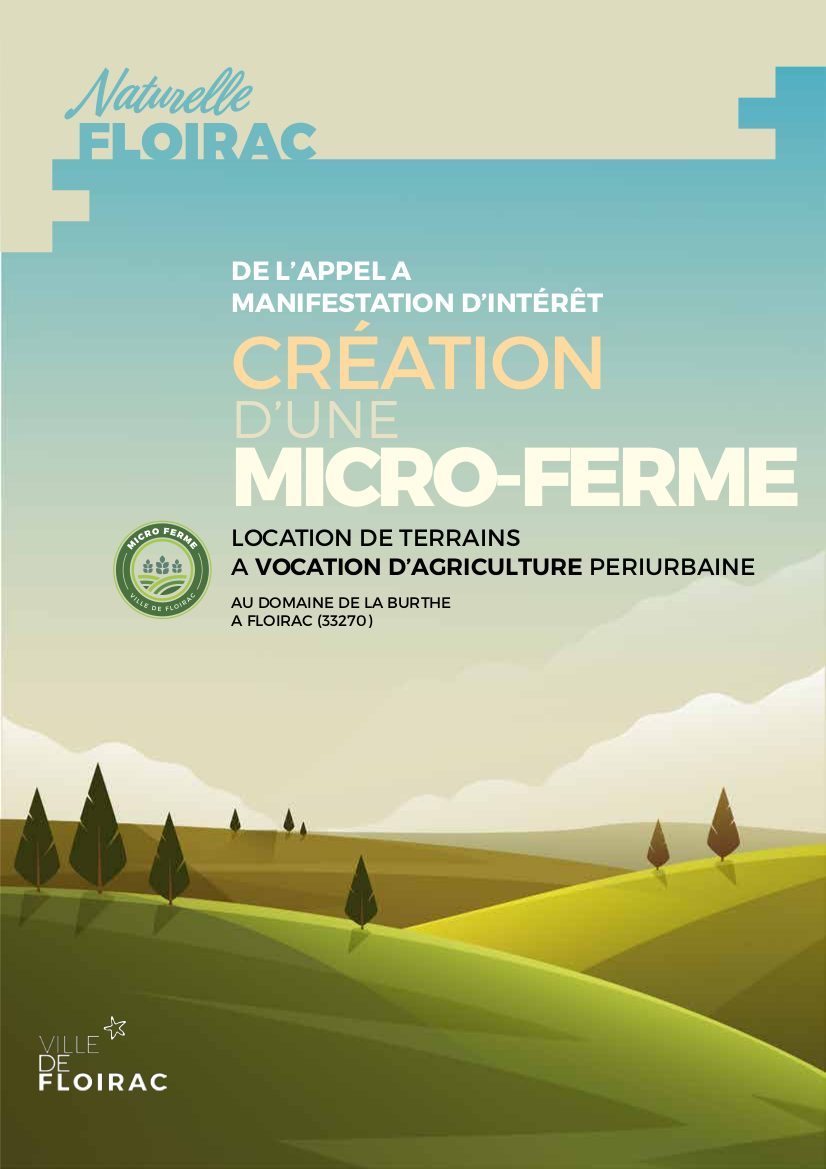 Naturelle
FLOIRAC
DE L'APPEL A
MANIFESTATION D'INTÉRÊT
CRÉATION
D'UNE
MICRO-FERME
LOCATION DE TERRAINS
A VOCATION D'AGRICULTURE PERIURBAINE
AU DOMAINE DE LA BURTHE
A FLOIRAC (33270)
MICRO FERME
VILLE DE FLOIRAC
VILLE
DE
FLOIRAC